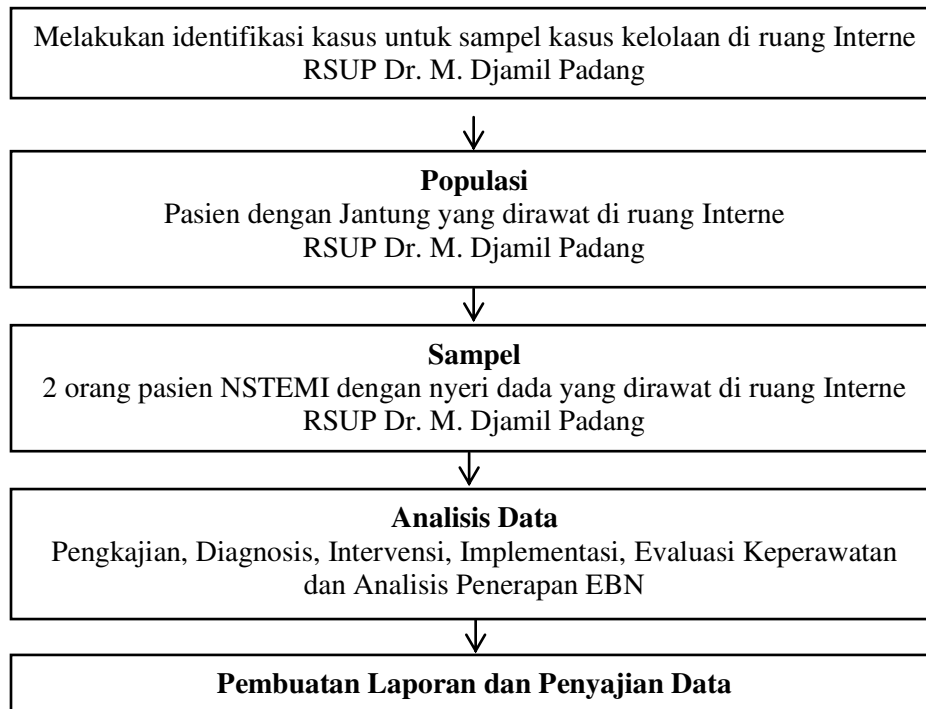 Melakukan identifikasi kasus untuk sampel kasus kelolaan di ruang Interne
RSUP Dr. M. Djamil Padang
Populasi
Pasien dengan Jantung yang dirawat di ruang Interne
RSUP Dr. M. Djamil Padang
Sampel
2 orang pasien NSTEMI dengan nyeri dada yang dirawat di ruang Interne
RSUP Dr. M. Djamil Padang
Analisis Data
Pengkajian, Diagnosis, Intervensi, Implementasi, Evaluasi Keperawatan
dan Analisis Penerapan EBN
Pembuatan Laporan dan Penyajian Data